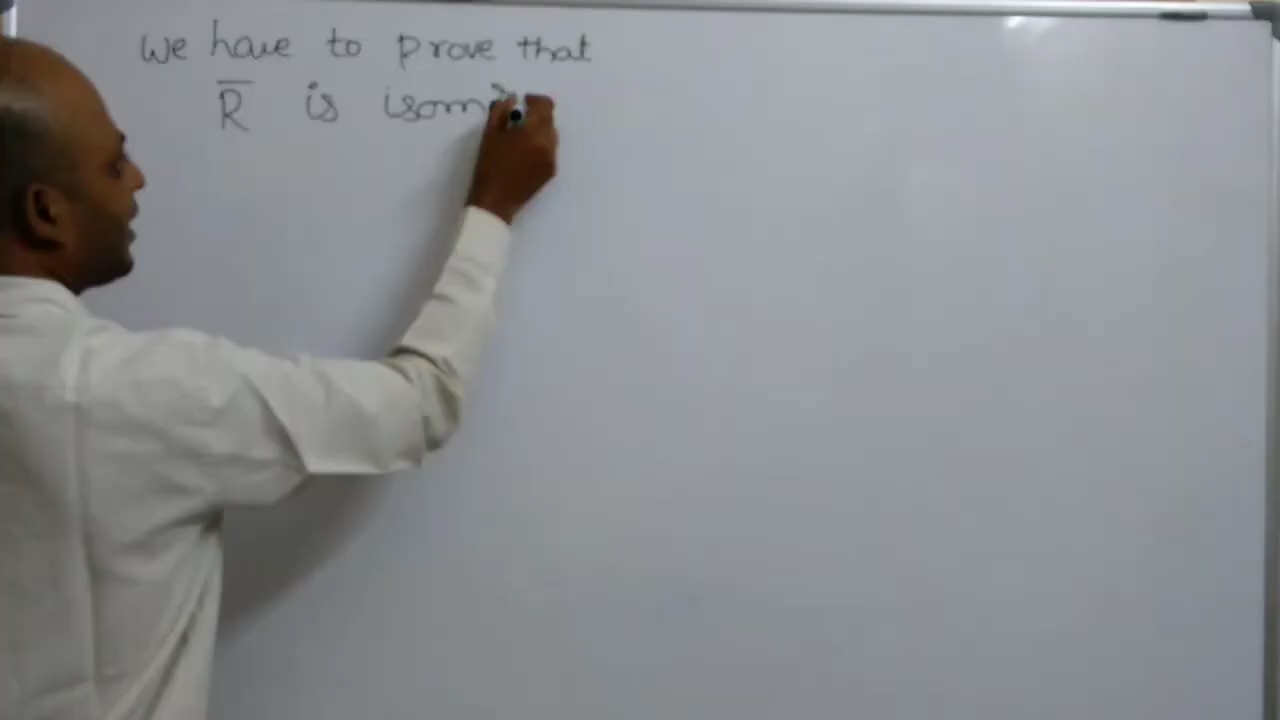 We have to prove that
R̅ is isom